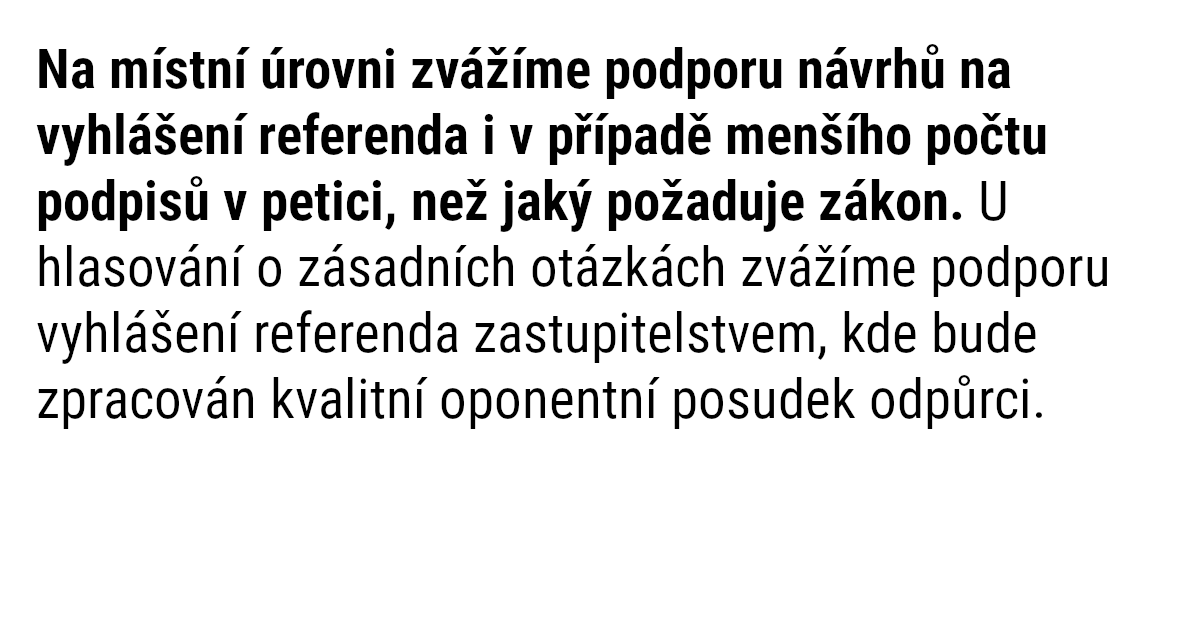 Na místní úrovni zvážíme podporu návrhů na
vyhlášení referenda i v případě menšího počtu
podpisů v petici, než jaký požaduje zákon. U
hlasování o zásadních otázkách zvážíme podporu
vyhlášení referenda zastupitelstvem, kde bude
zpracován kvalitní oponentní posudek odpůrci.